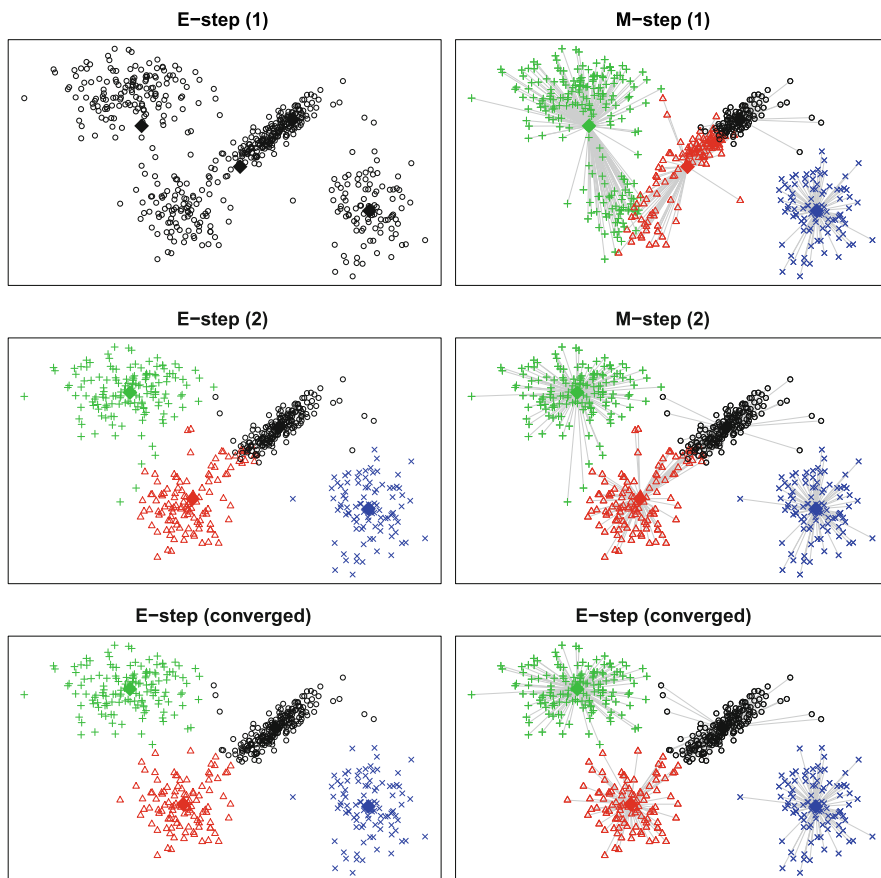 E−step (1)
M−step (1)
E−step (2)
M−step (2)
E−step (converged)
E−step (converged)